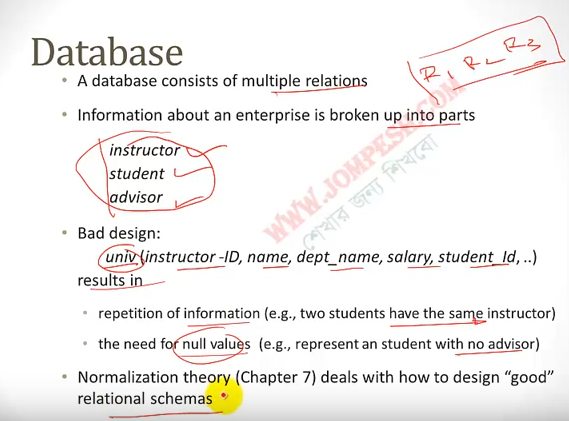 Database
R1 R2 R3
• A database consists of multiple relations
• Information about an enterprise is broken up into parts
instructor
student
advisor
• Bad design:
univ (instructor -ID, name, dept_name, salary, student_Id, ..)
results in
• repetition of information (e.g., two students have the same instructor)
• the need for null values (e.g., represent an student with no advisor)
• Normalization theory (Chapter 7) deals with how to design “good”
relational schemas
WWW.JOMPESH.COM
শেখার জন্য শিখবো